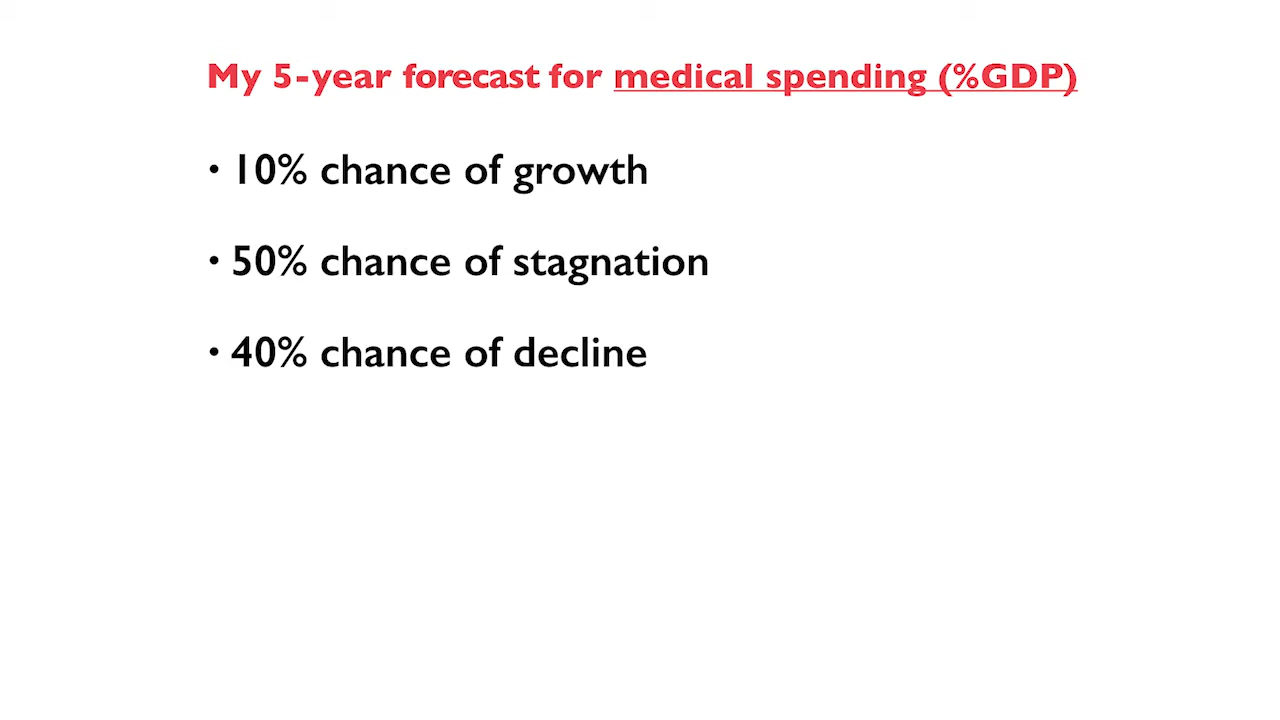 My 5-year forecast for medical spending (%GDP)
• 10% chance of growth
• 50% chance of stagnation
• 40% chance of decline